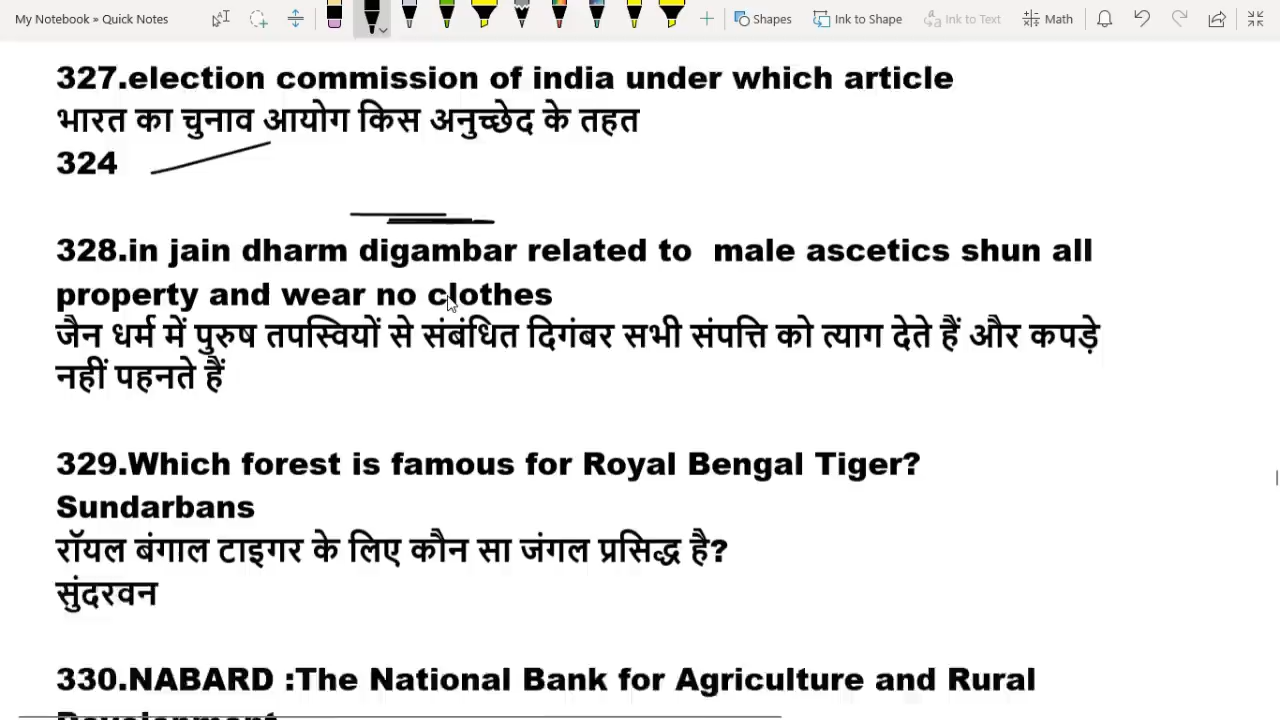 My Notebook » Quick Notes
Shapes
Ink to Shape
Ink to Text
Math
327.election commission of india under which article
भारत का चुनाव आयोग किस अनुच्छेद के तहत
324
328.in jain dharm digambar related to  male ascetics shun all
property and wear no clothes
जैन धर्म में पुरुष तपस्वियों से संबंधित दिगंबर सभी संपत्ति को त्याग देते हैं और कपड़े
नहीं पहनते हैं
329.Which forest is famous for Royal Bengal Tiger?
Sundarbans
रॉयल बंगाल टाइगर के लिए कौन सा जंगल प्रसिद्ध है?
सुंदरवन
330.NABARD :The National Bank for Agriculture and Rural
Development